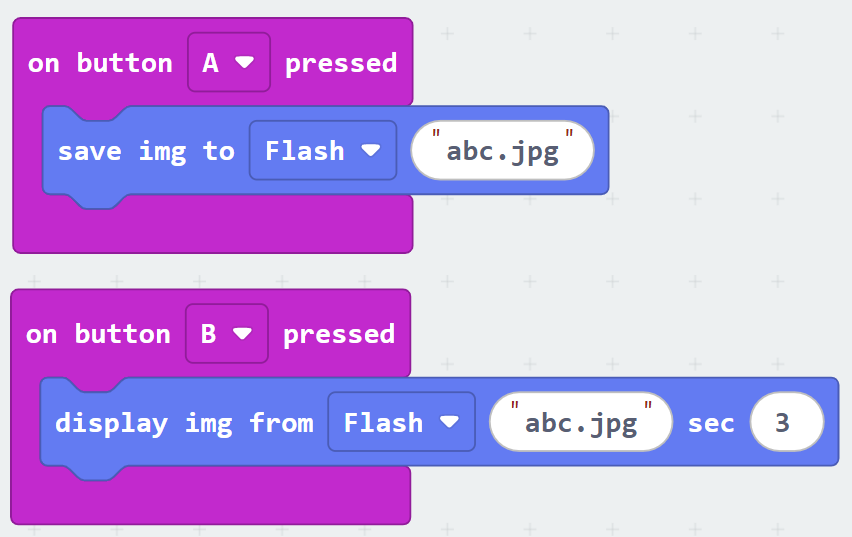 on button A pressed
save img to Flash "abc.jpg"
on button B pressed
display img from Flash "abc.jpg" sec 3